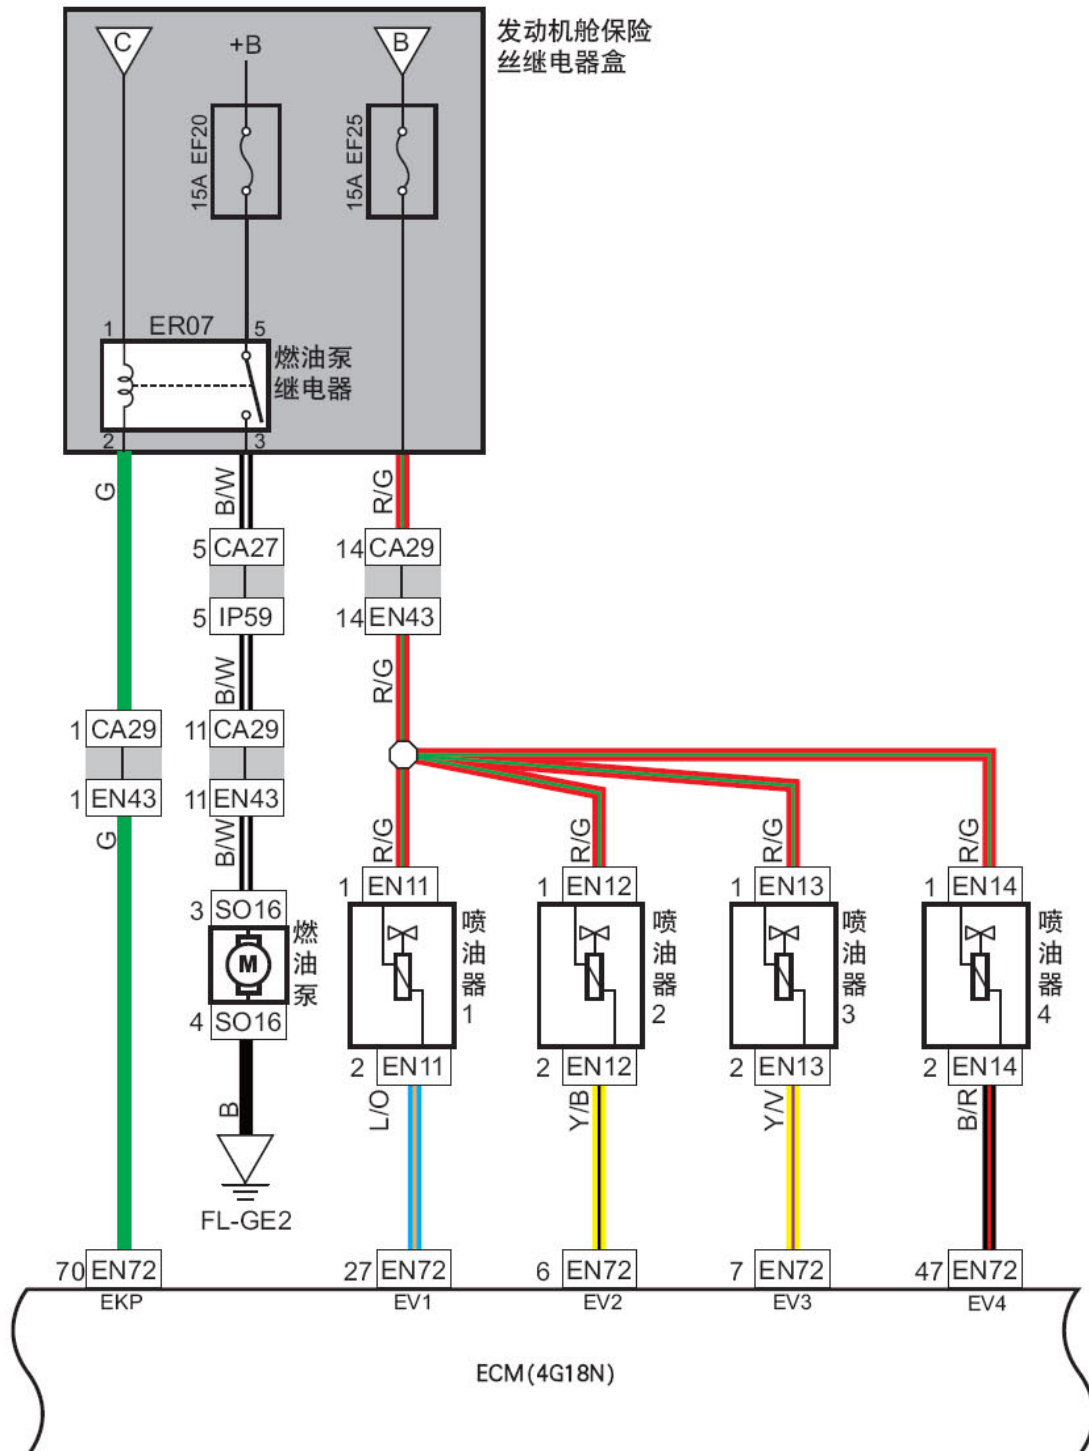 发动机舱保险
丝继电器盒
C
+B
B
15A EF20
15A EF25
1
ER07
5
燃油泵
继电器
2
3
G
B/W
R/G
5 CA27
14 CA29
5 IP59
14 EN43
B/W
R/G
1 CA29
11 CA29
1 EN43
11 EN43
G
B/W
R/G
R/G
R/G
R/G
1 EN11
1 EN12
1 EN13
1 EN14
3 SO16
M
燃油泵
喷油器1
喷油器2
喷油器3
喷油器4
4 SO16
2 EN11
2 EN12
2 EN13
2 EN14
B
L/O
Y/B
Y/V
B/R
FL-GE2
70 EN72
27 EN72
6 EN72
7 EN72
47 EN72
EKP
EV1
EV2
EV3
EV4
ECM(4G18N)